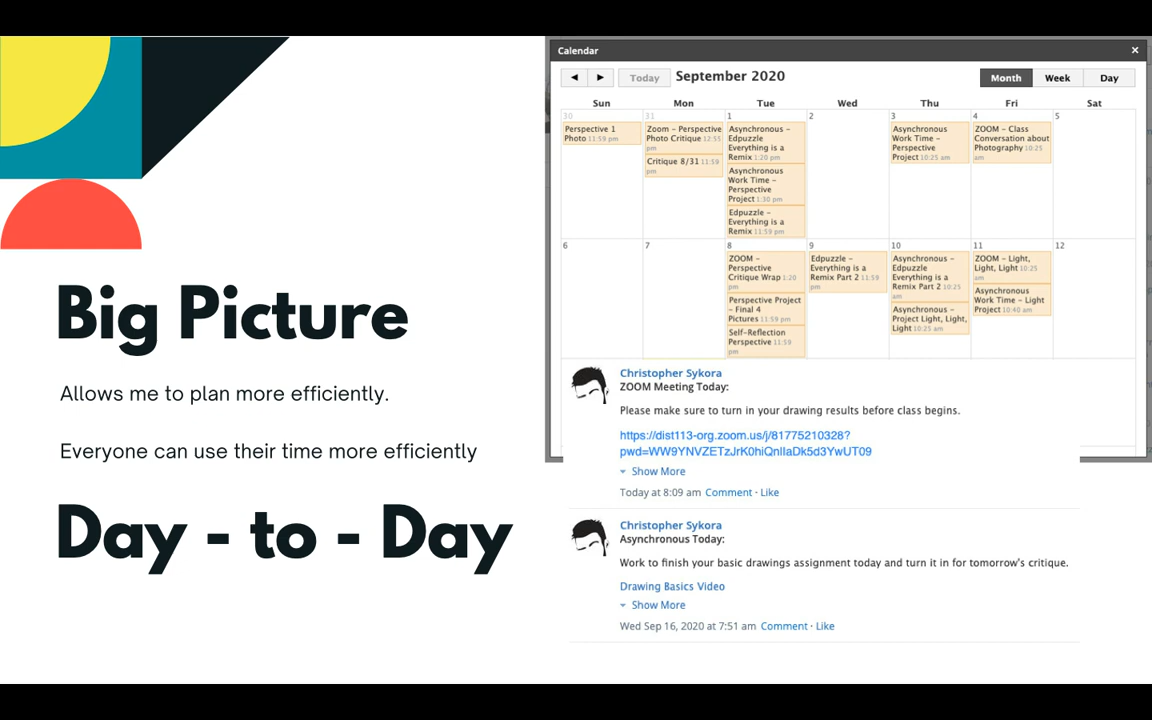 Big Picture
Allows me to plan more efficiently.
Everyone can use their time more efficiently
Day - to - Day
Calendar
×
◄ ► Today September 2020 Month Week Day
Sun Mon Tue Wed Thu Fri Sat
30 31 1 2 3 4 5
Perspective 1
Photo 11:59 pm
Zoom - Perspective
Photo Critique 12:55
pm
Critique 8/31 11:59
pm
Asynchronous -
Edpuzzle
Everything is a
Remix 1:20 pm
Asynchronous
Work Time -
Perspective
Project 1:30 pm
Edpuzzle -
Everything is a
Remix 11:59 pm
Asynchronous
Work Time -
Perspective
Project 10:25 am
ZOOM - Class
Conversation about
Photography 10:25
am
6 7 8 9 10 11 12
ZOOM -
Perspective
Critique Wrap 1:20
pm
Perspective Project
- Final 4
Pictures 11:59 pm
Self-Reflection
Perspective 11:59
pm
Edpuzzle -
Everything is a
Remix Part 2 11:59
pm
Asynchronous -
Edpuzzle
Everything is a
Remix Part 2 10:25
am
Asynchronous -
Project Light, Light,
Light 10:25 am
ZOOM - Light,
Light, Light 10:25
am
Asynchronous
Work Time - Light
Project 10:40 am
Christopher Sykora
ZOOM Meeting Today:
Please make sure to turn in your drawing results before class begins.
https://dist113-org.zoom.us/j/81775210328?
pwd=WW9YNVZETzJrK0hiQnlIaDk5d3YwUT09
Show More
Today at 8:09 am Comment · Like
Christopher Sykora
Asynchronous Today:
Work to finish your basic drawings assignment today and turn it in for tomorrow's critique.
Drawing Basics Video
Show More
Wed Sep 16, 2020 at 7:51 am Comment · Like